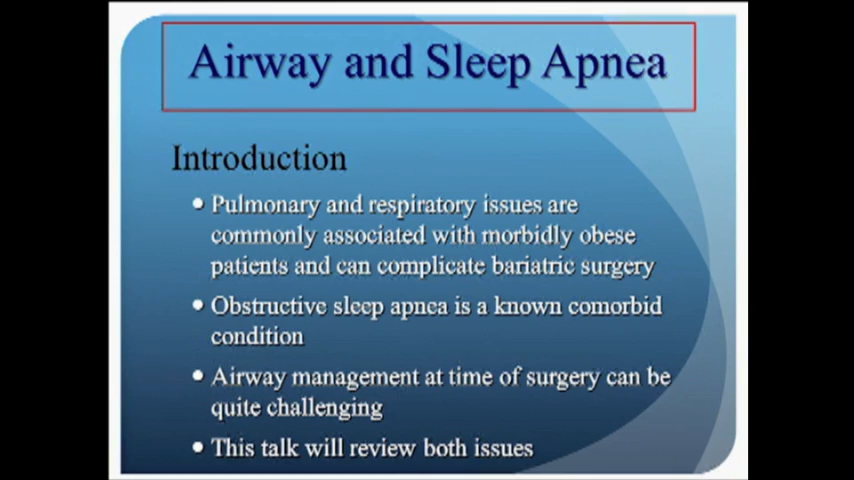 Airway and Sleep Apnea
Introduction
• Pulmonary and respiratory issues are
commonly associated with morbidly obese
patients and can complicate bariatric surgery
• Obstructive sleep apnea is a known comorbid
condition
• Airway management at time of surgery can be
quite challenging
• This talk will review both issues